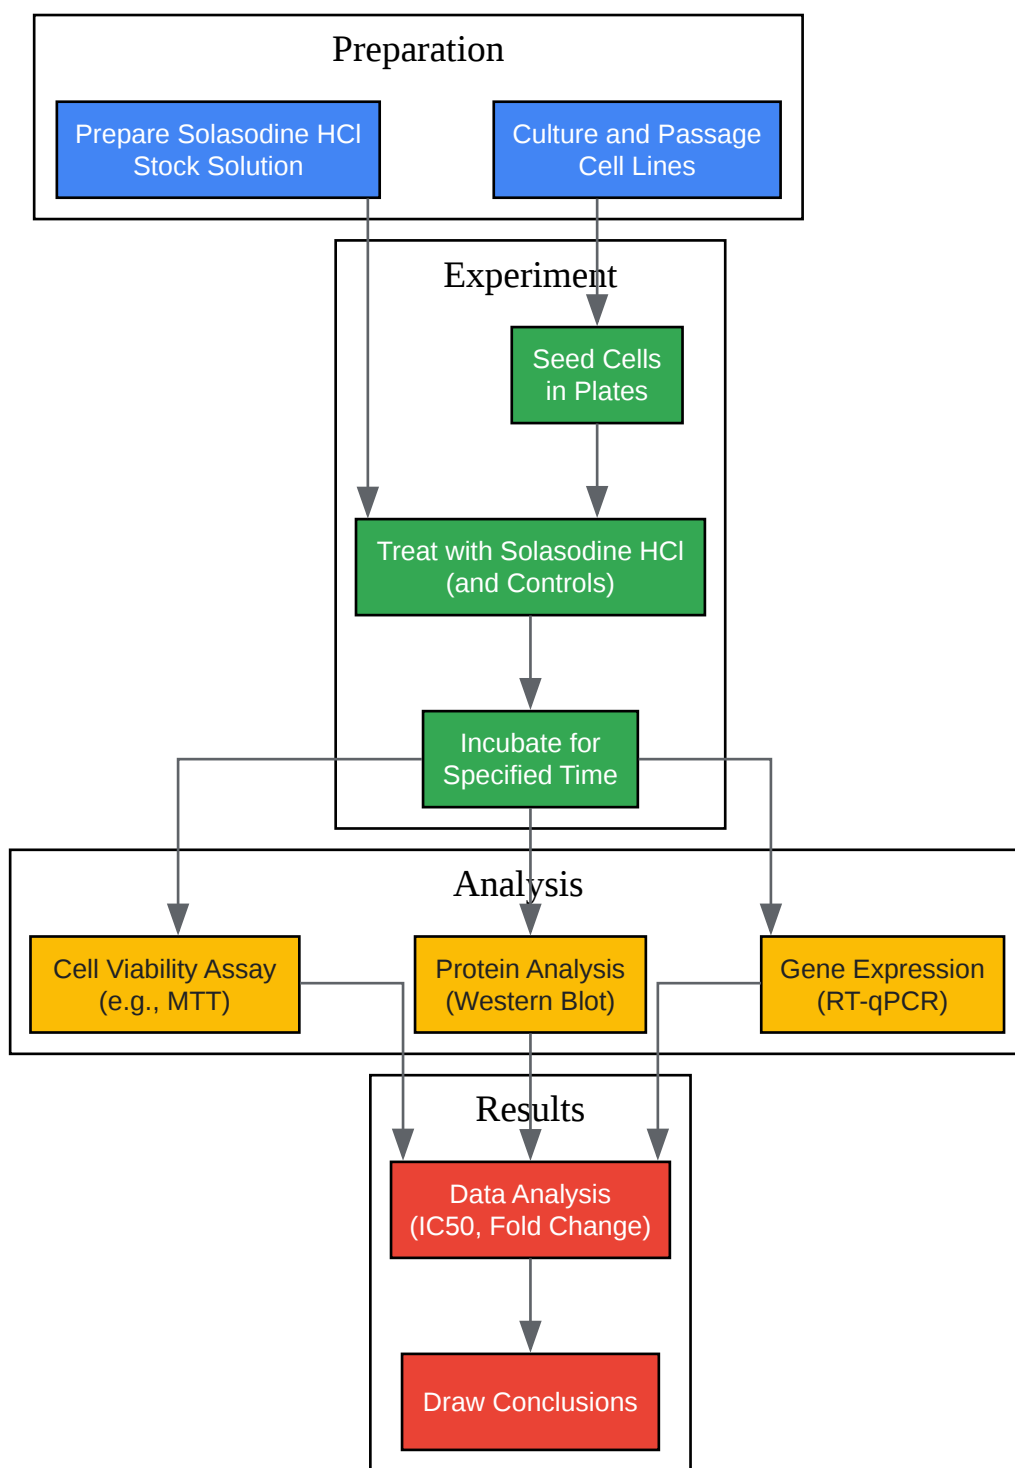 Preparation
Prepare Solasodine HCl
Stock Solution
Culture and Passage
Cell Lines
Experiment
Seed Cells
in Plates
Treat with Solasodine HCl
(and Controls)
Incubate for
Specified Time
Analysis
Cell Viability Assay
(e.g., MTT)
Protein Analysis
(Western Blot)
Gene Expression
(RT-qPCR)
Results
Data Analysis
(IC50, Fold Change)
Draw Conclusions